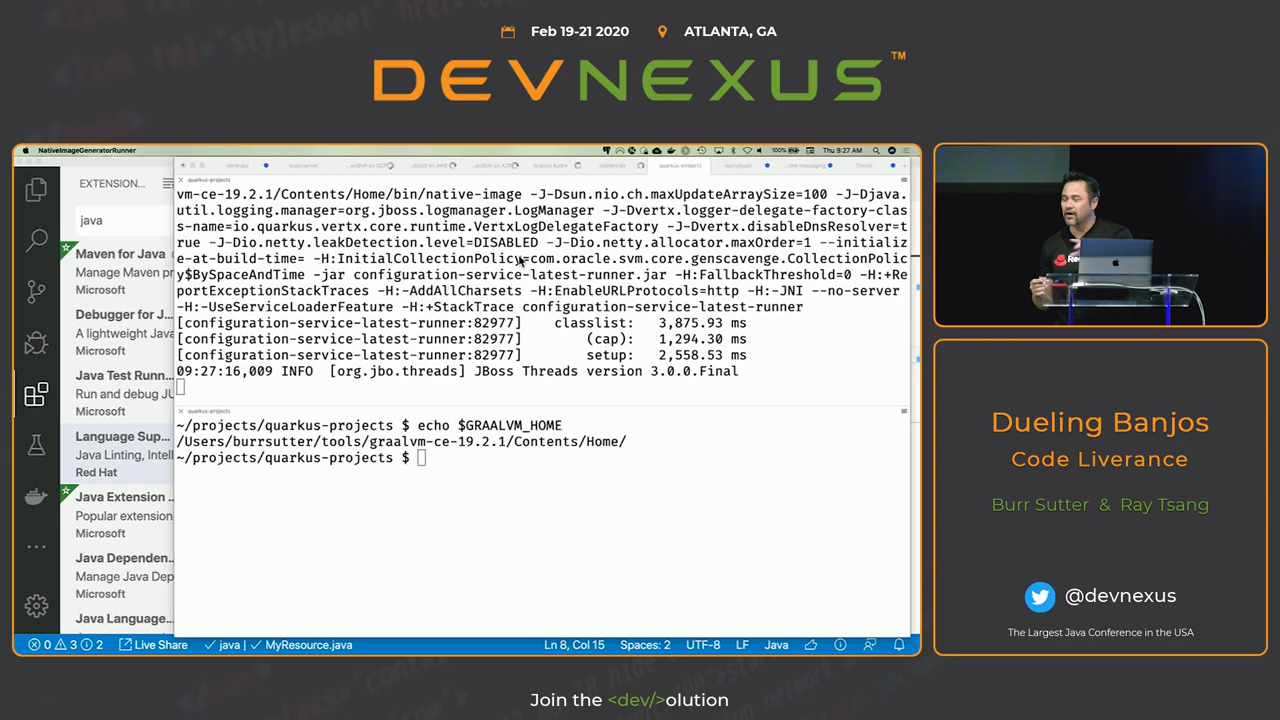 Feb 19-21 2020
ATLANTA, GA
DEVNEXUS™
NativeImageGeneratorRunner
100%
Thu 9:27 AM
quarkus-projects
EXTENSION...
java
Maven for Java
Manage Maven pr
Debugger for J
A lightweight Java
Microsoft
Java Test Runn...
Run and debug JU
Microsoft
Language Sup...
Java Linting, Intell
Red Hat
Java Extension ...
Popular extension
Microsoft
Java Dependen...
Manage Java Dep
Microsoft
Java Language...
quarkus-projects
vm-ce-19.2.1/Contents/Home/bin/native-image -J-Dsun.nio.ch.maxUpdateArraySize=100 -J-Djava.
util.logging.manager=org.jboss.logmanager.LogManager -J-Dvertx.logger-delegate-factory-clas
s-name=io.quarkus.vertx.core.runtime.VertxLogDelegateFactory -J-Dvertx.disableDnsResolver=t
rue -J-Dio.netty.leakDetection.level=DISABLED -J-Dio.netty.allocator.maxOrder=1 --initializ
e-at-build-time= -H:InitialCollectionPolicy=com.oracle.svm.core.genscavenge.CollectionPolic
y$BySpaceAndTime -jar configuration-service-latest-runner.jar -H:FallbackThreshold=0 -H:+Re
portExceptionStackTraces -H:-AddAllCharsets -H:EnableURLProtocols=http -H:-JNI --no-server
-H:-UseServiceLoaderFeature -H:+StackTrace configuration-service-latest-runner
[configuration-service-latest-runner:82977] classlist: 3,875.93 ms
[configuration-service-latest-runner:82977] (cap): 1,294.30 ms
[configuration-service-latest-runner:82977] setup: 2,558.53 ms
09:27:16,009 INFO [org.jbo.threads] JBoss Threads version 3.0.0.Final
quarkus-projects
~/projects/quarkus-projects $ echo $GRAALVM_HOME
/Users/burrsutter/tools/graalvm-ce-19.2.1/Contents/Home/
~/projects/quarkus-projects $
0 3 2 Live Share java | MyResource.java Ln 8, Col 15 Spaces: 2 UTF-8 LF Java
Dueling Banjos
Code Liverance
Burr Sutter & Ray Tsang
@devnexus
The Largest Java Conference in the USA
Join the <dev/>olution